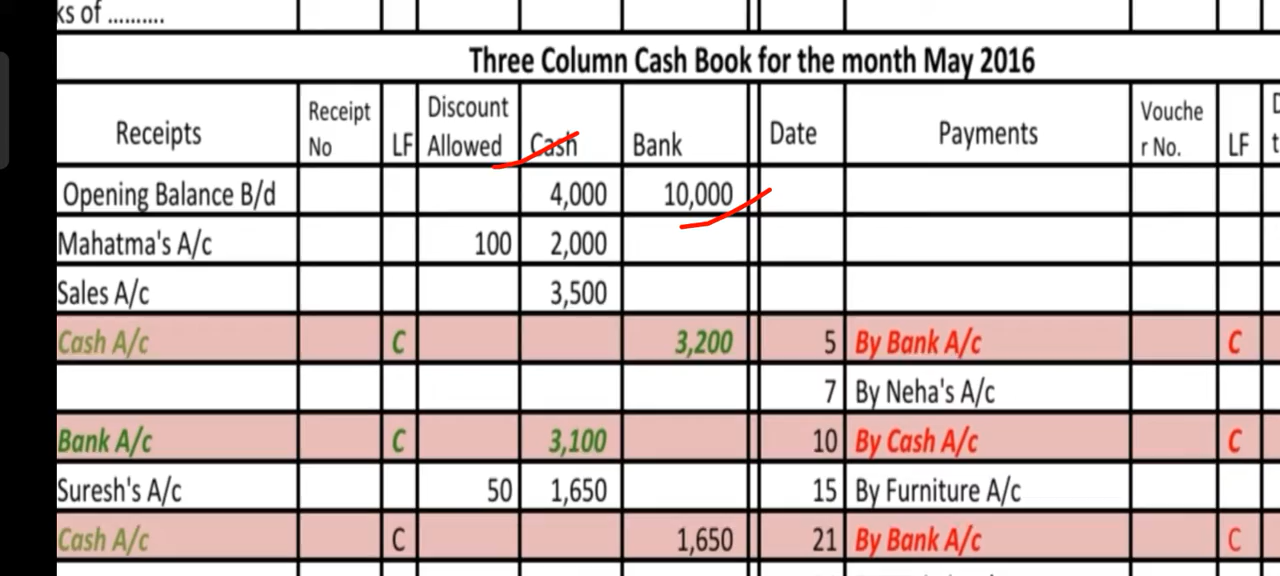 ks of ..........
Three Column Cash Book for the month May 2016
Receipts Receipt No LF Discount Allowed Cash Bank Date Payments Vouche r No. LF
Opening Balance B/d 4,000 10,000
Mahatma's A/c 100 2,000
Sales A/c 3,500
Cash A/c C 3,200 5 By Bank A/c C
7 By Neha's A/c
Bank A/c C 3,100 10 By Cash A/c C
Suresh's A/c 50 1,650 15 By Furniture A/c
Cash A/c C 1,650 21 By Bank A/c C